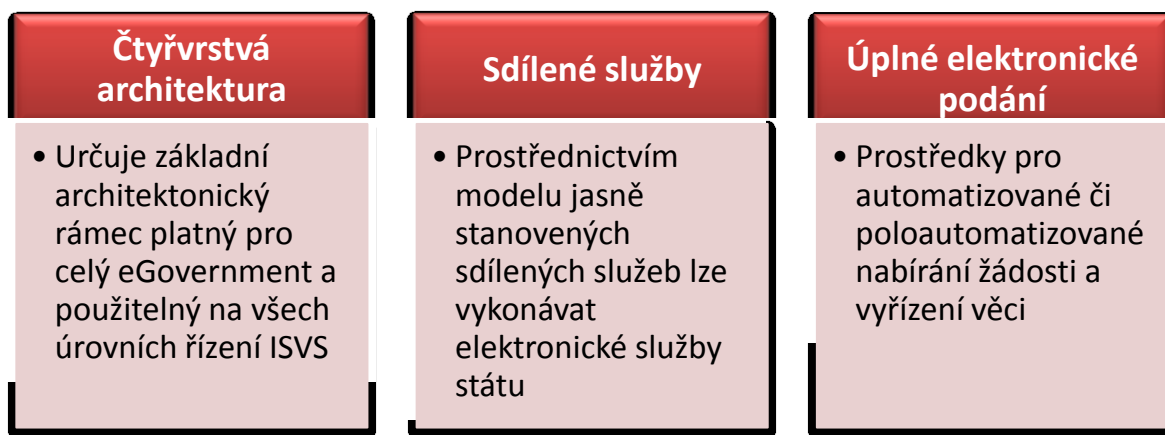 Čtyřvrstvá
architektura
• Určuje základní
architektonický
rámec platný pro
celý eGovernment a
použitelný na všech
úrovních řízení ISVS
Sdílené služby
• Prostřednictvím
modelu jasně
stanovených
sdílených služeb lze
vykonávat
elektronické služby
státu
Úplné elektronické
podání
• Prostředky pro
automatizované či
poloautomatizované
nabírání žádosti a
vyřízení věci